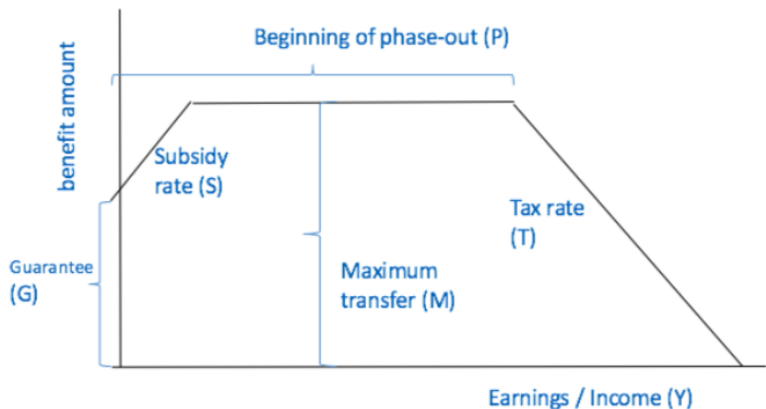 Beginning of phase-out (P)
benefit amount
Subsidy
rate (S)
Tax rate
(T)
Guarantee
(G)
Maximum
transfer (M)
Earnings / Income (Y)